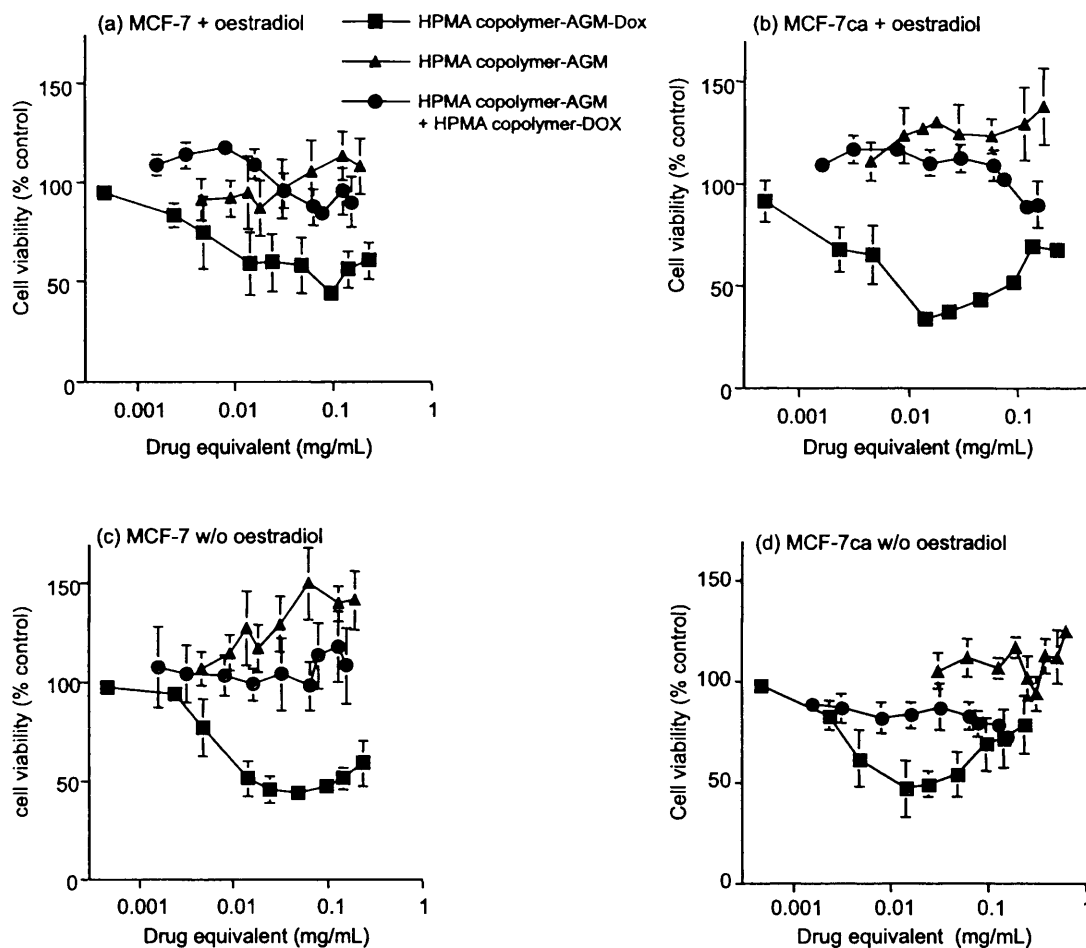 (a) MCF-7 + oestradiol
HPMA copolymer-AGM-Dox
HPMA copolymer-AGM
HPMA copolymer-AGM
+ HPMA copolymer-DOX
Cell viability (% control)
150
100
50
0
0.001 0.01 0.1 1
Drug equivalent (mg/mL)
(b) MCF-7ca + oestradiol
Cell viability (% control)
150
100
50
0
0.001 0.01 0.1
Drug equivalent (mg/mL)
(c) MCF-7 w/o oestradiol
cell viability (% control)
150
100
50
0
0.001 0.01 0.1 1
Drug equivalent (mg/mL)
(d) MCF-7ca w/o oestradiol
Cell viability (% control)
150
100
50
0
0.001 0.01 0.1 1
Drug equivalent (mg/mL)